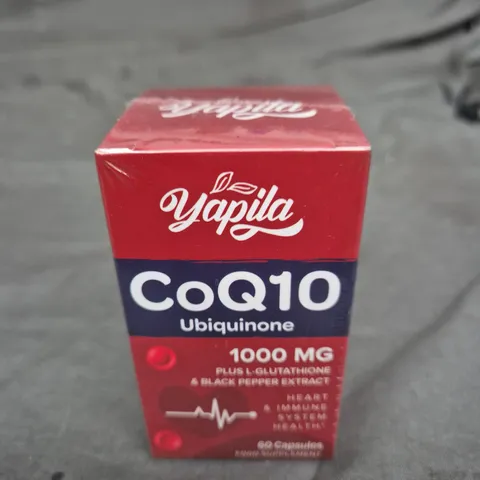 Yapila
Yapila
CoQ10
Ubiquinone
1000 MG
PLUS L-GLUTATHIONE
& BLACK PEPPER EXTRACT
HEART
& IMMUNE
SYSTEM
HEALTH*
60 Capsules
FOOD SUPPLEMENT